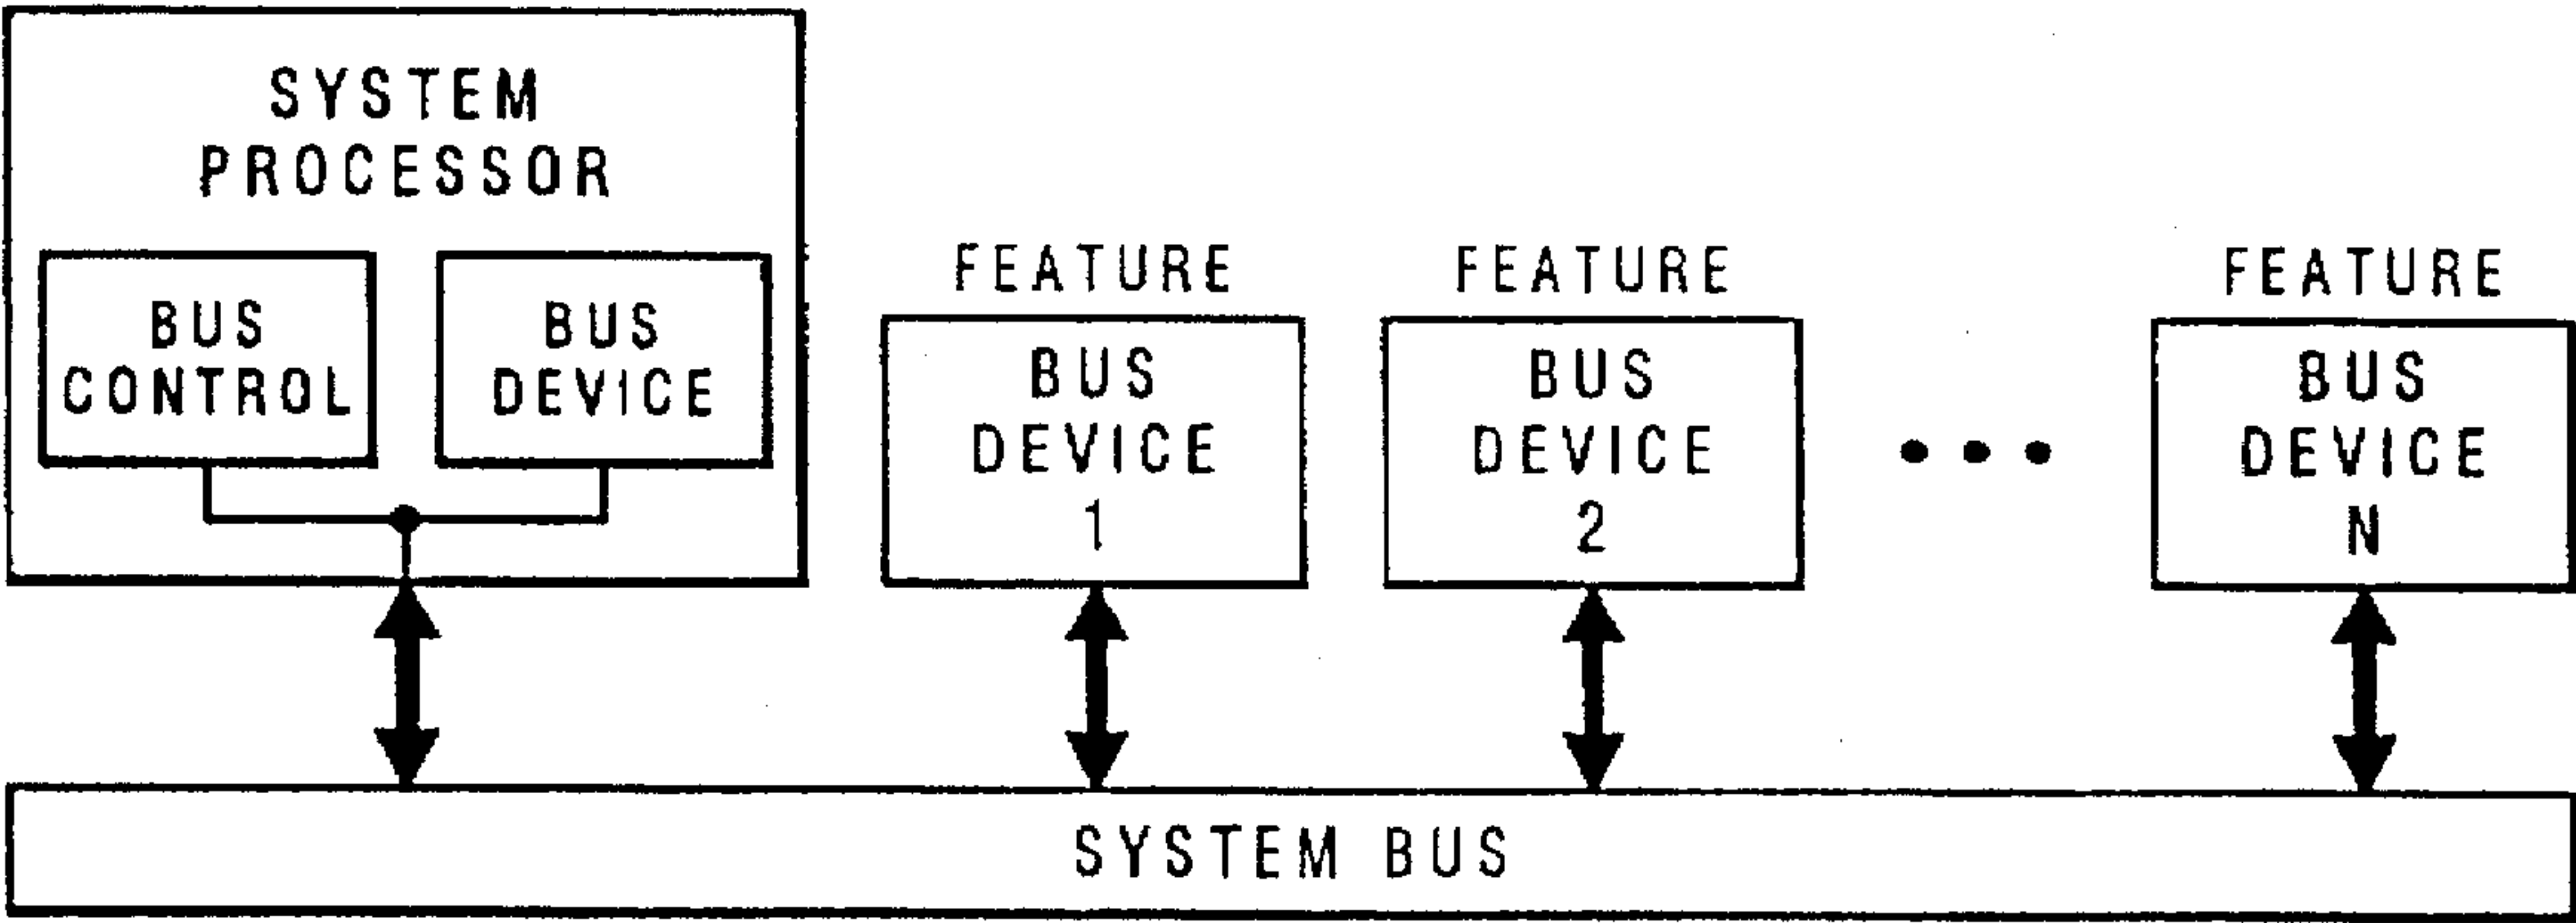 SYSTEM
PROCESSOR
BUS
CONTROL
BUS
DEVICE
FEATURE
BUS
DEVICE
1
FEATURE
BUS
DEVICE
2
FEATURE
BUS
DEVICE
N
SYSTEM BUS